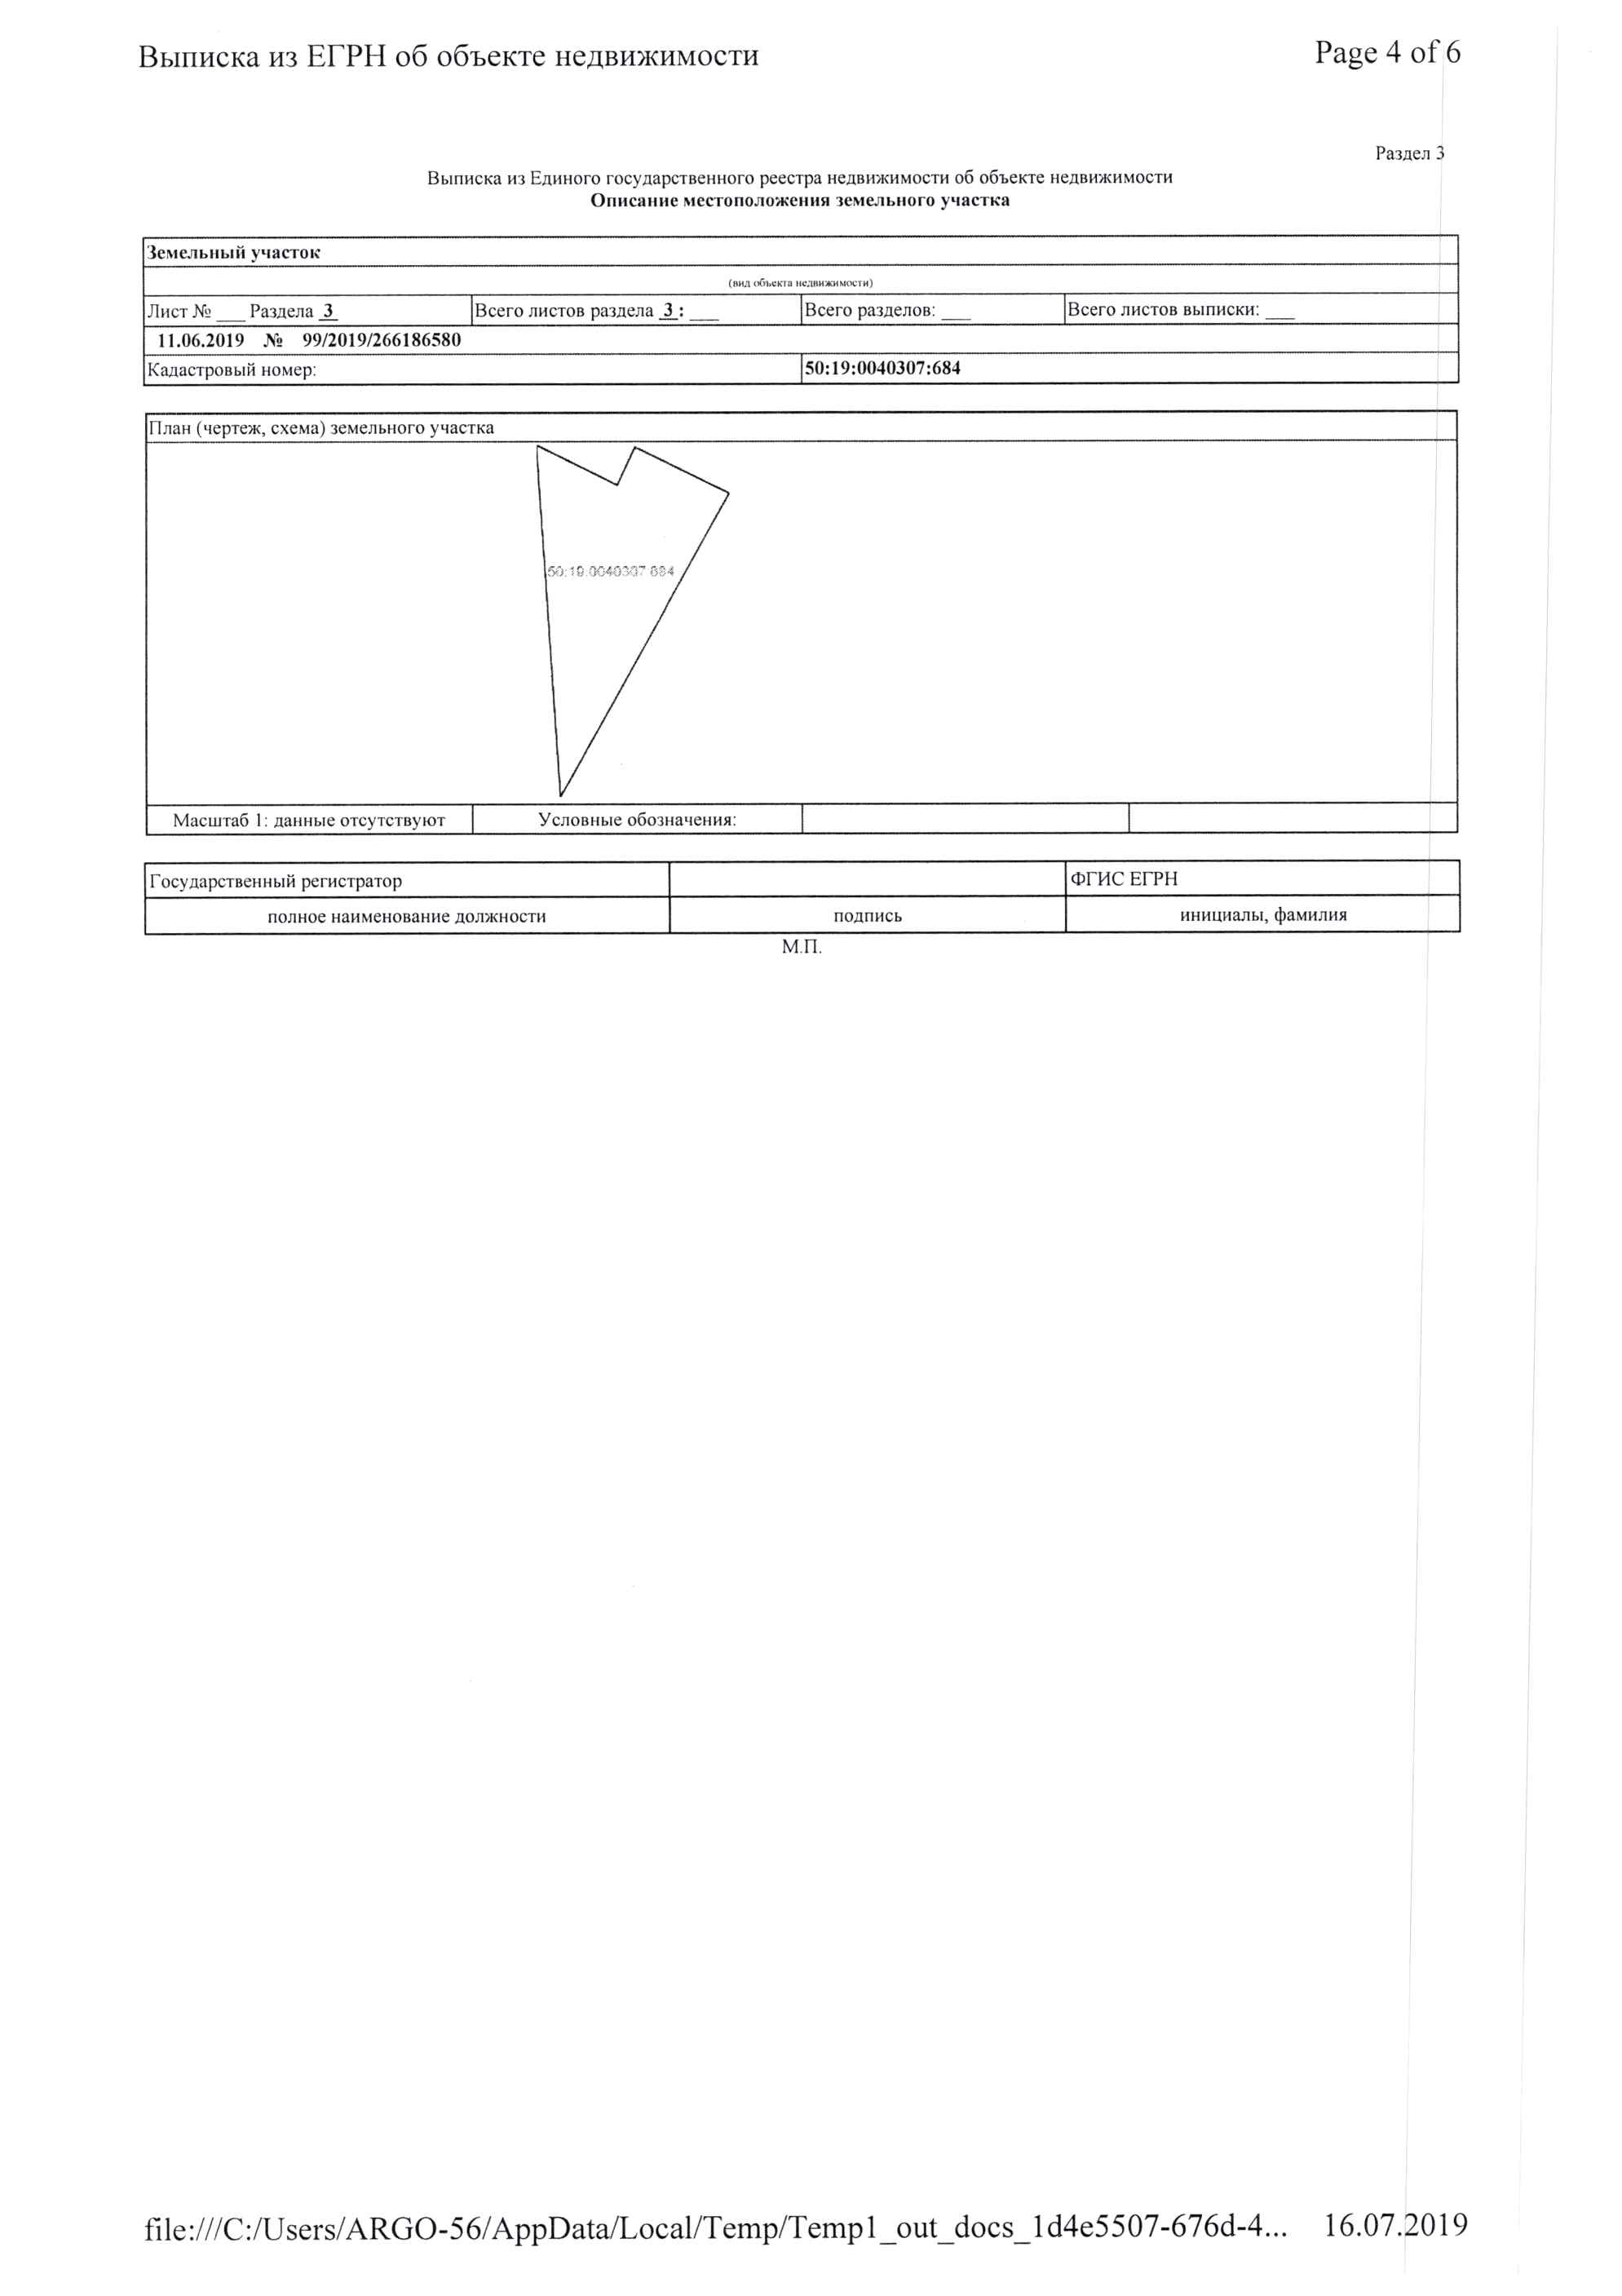 Выписка из ЕГРН об объекте недвижимости Page 4 of 6
Раздел 3
Выписка из Единого государственного реестра недвижимости об объекте недвижимости
Описание местоположения земельного участка
Земельный участок
(вид объекта недвижимости)
Лист № ___ Раздела 3 Всего листов раздела 3 : ___ Всего разделов: ___ Всего листов выписки: ___
11.06.2019 № 99/2019/266186580
Кадастровый номер: 50:19:0040307:684
План (чертеж, схема) земельного участка
50:19:0040307:684
Масштаб 1: данные отсутствуют Условные обозначения:
Государственный регистратор ФГИС ЕГРН
полное наименование должности подпись инициалы, фамилия
М.П.
file:///C:/Users/ARGO-56/AppData/Local/Temp/Temp1_out_docs_1d4e5507-676d-4... 16.07.2019